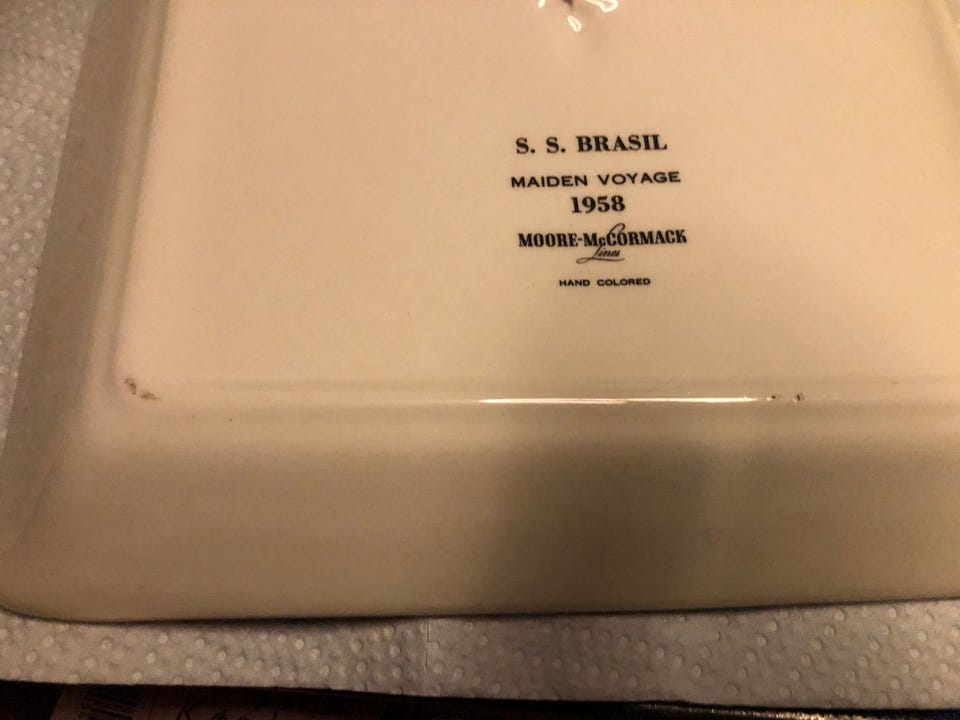 S. S. BRASIL
MAIDEN VOYAGE
1958
MOORE-McCORMACK
Lines
HAND COLORED